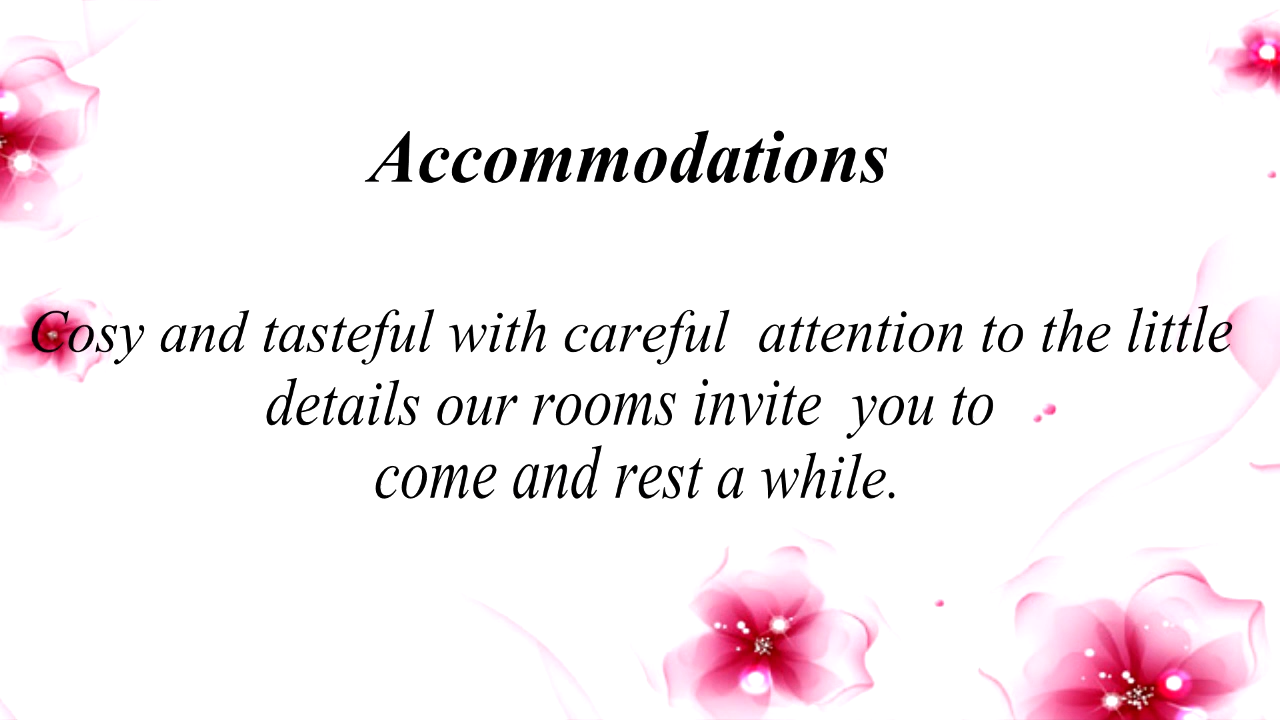 Accommodations
Cosy and tasteful with careful  attention to the little
details our rooms invite  you to
come and rest a while.